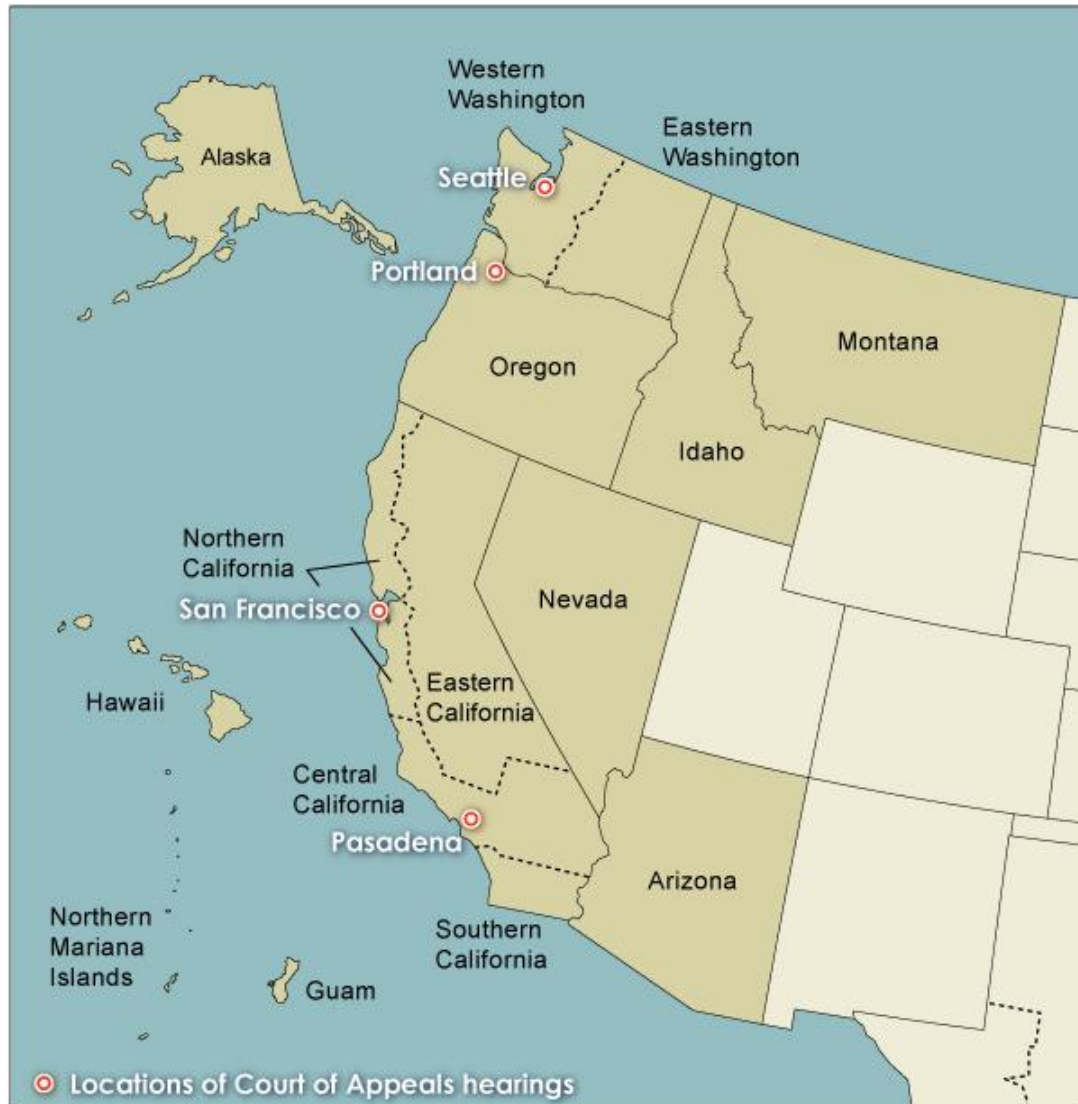 Western
Washington
Eastern
Washington
Alaska
Seattle
Portland
Oregon
Montana
Idaho
Northern
California
San Francisco
Nevada
Hawaii
Eastern
California
Central
California
Pasadena
Arizona
Northern
Mariana
Islands
Guam
Southern
California
Locations of Court of Appeals hearings